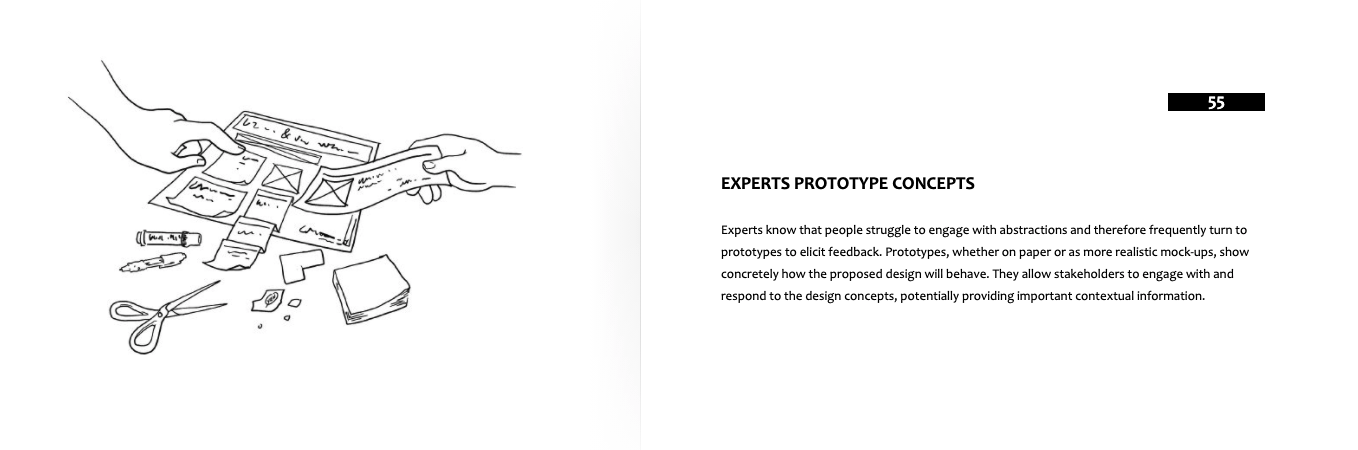 55
EXPERTS PROTOTYPE CONCEPTS
Experts know that people struggle to engage with abstractions and therefore frequently turn to
prototypes to elicit feedback. Prototypes, whether on paper or as more realistic mock-ups, show
concretely how the proposed design will behave. They allow stakeholders to engage with and
respond to the design concepts, potentially providing important contextual information.